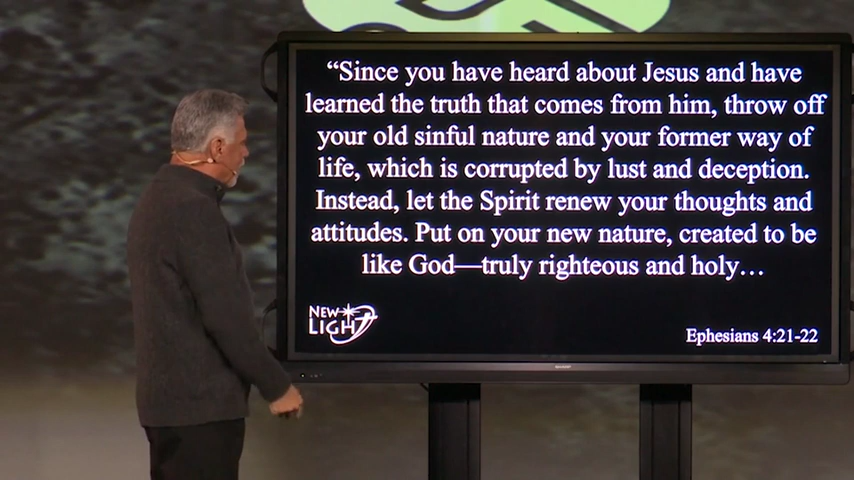 “Since you have heard about Jesus and have
learned the truth that comes from him, throw off
your old sinful nature and your former way of
life, which is corrupted by lust and deception.
Instead, let the Spirit renew your thoughts and
attitudes. Put on your new nature, created to be
like God—truly righteous and holy…
NEW
LIGHT
Ephesians 4:21-22
SHARP